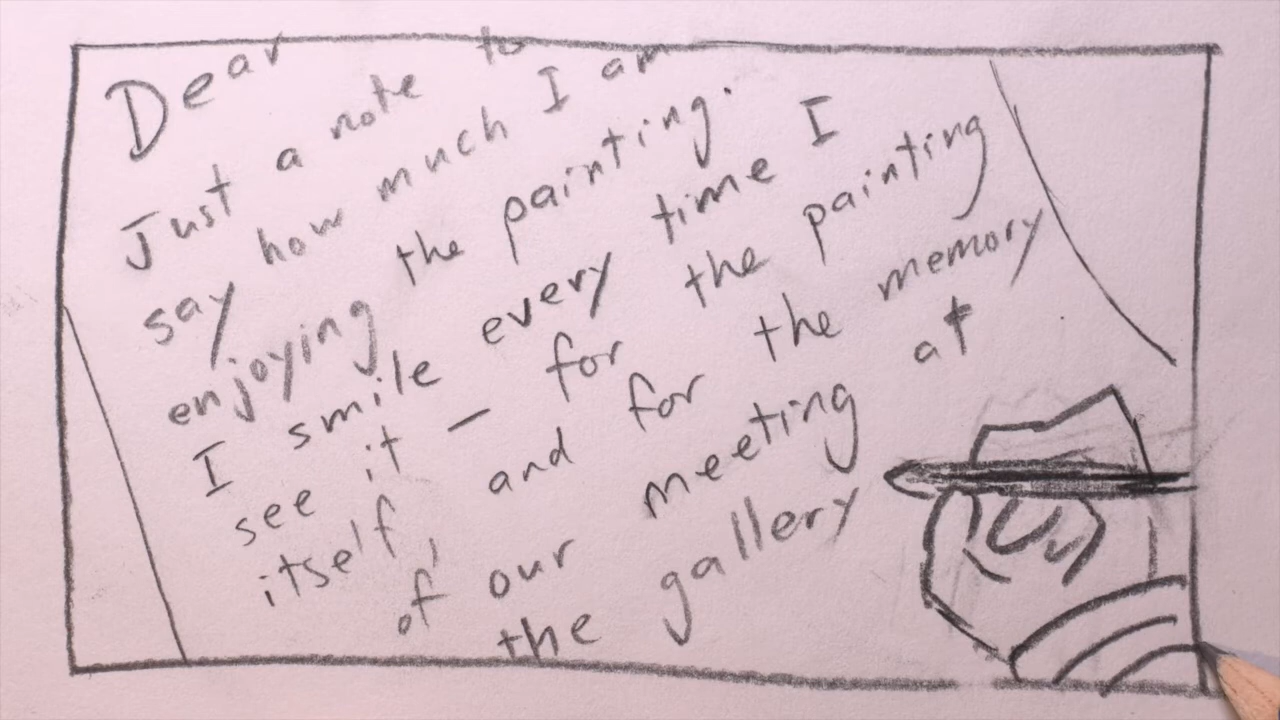 Dear
Just a note to
say how much I am
enjoying the painting.
I smile every time I
see it — for the painting
itself, and for the memory
of our meeting at
the gallery